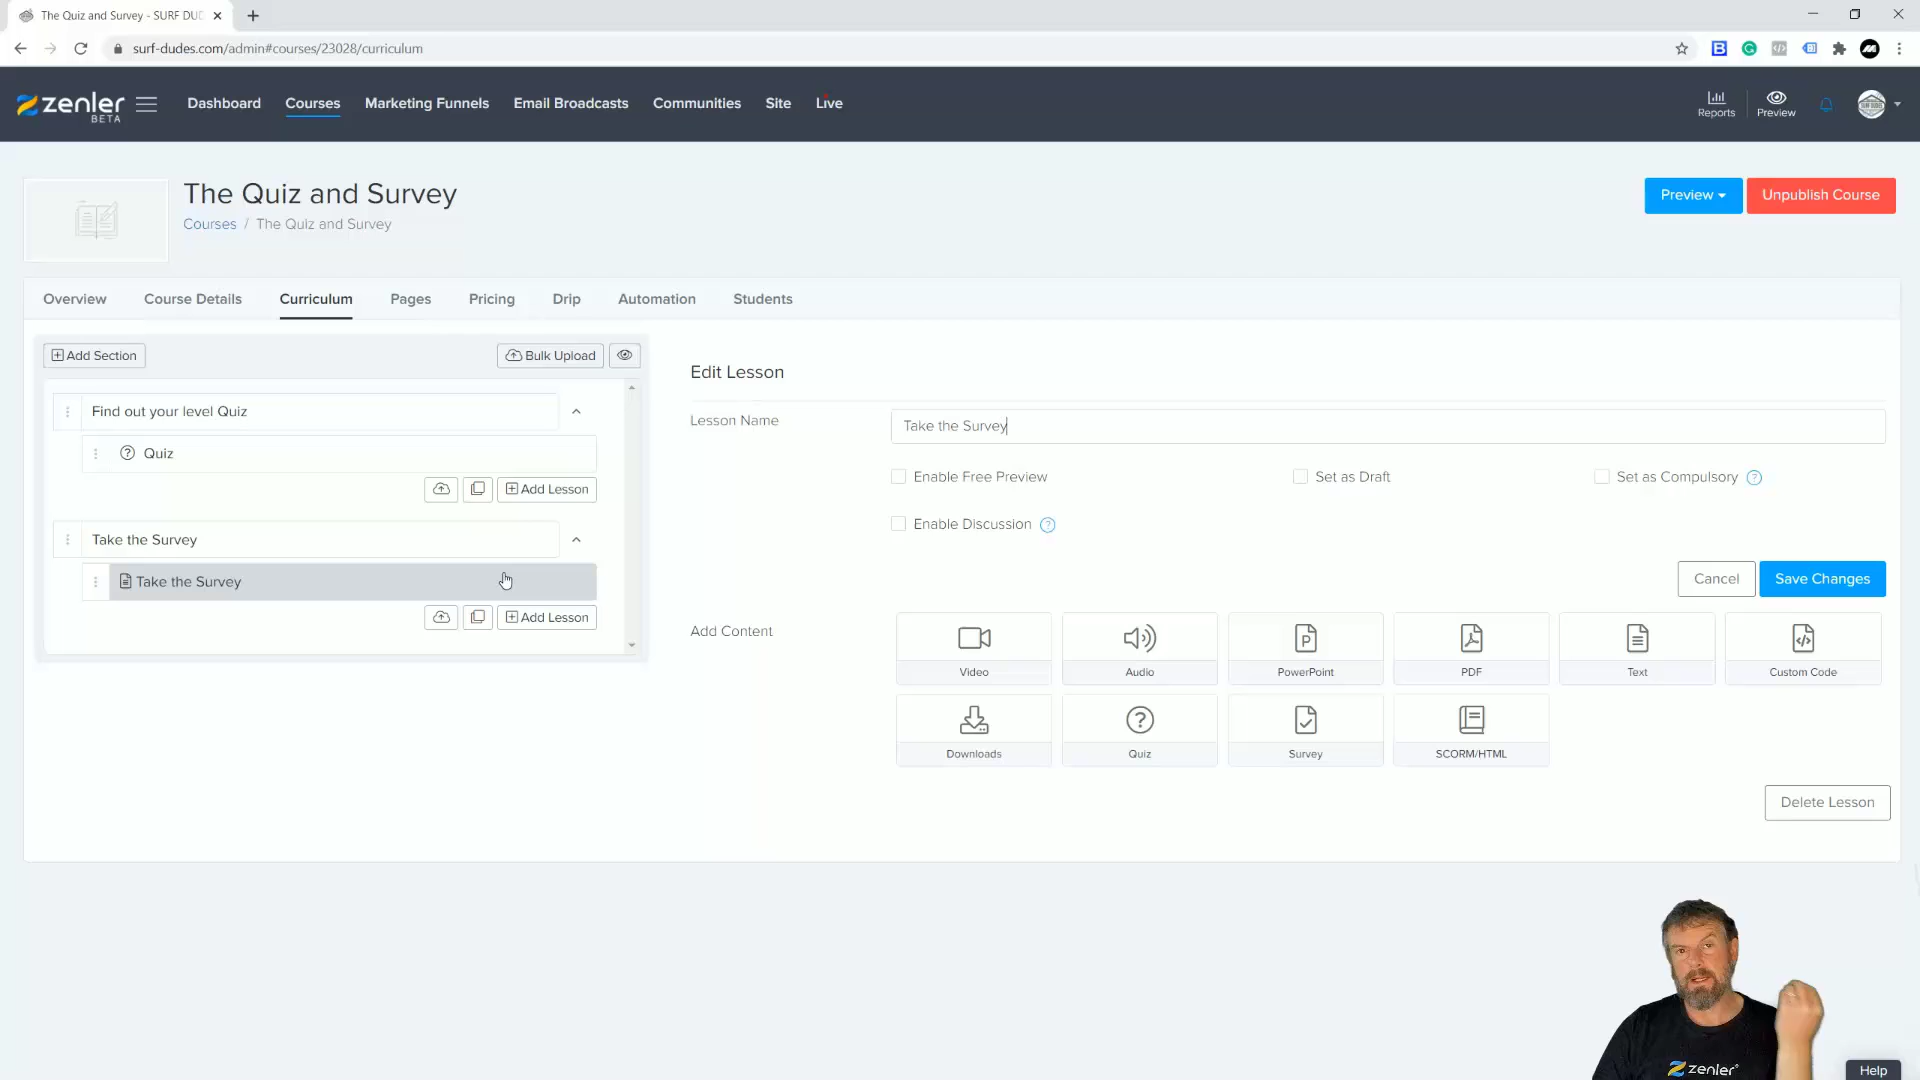 The Quiz and Survey - SURF DUD
surf-dudes.com/admin#courses/23028/curriculum
zenler
BETA
Dashboard
Courses
Marketing Funnels
Email Broadcasts
Communities
Site
Live
Reports
Preview
The Quiz and Survey
Courses / The Quiz and Survey
Preview
Unpublish Course
Overview
Course Details
Curriculum
Pages
Pricing
Drip
Automation
Students
Add Section
Bulk Upload
Find out your level Quiz
Quiz
Add Lesson
Take the Survey
Take the Survey
Add Lesson
Edit Lesson
Lesson Name
Take the Survey
Enable Free Preview
Set as Draft
Set as Compulsory
Enable Discussion
Cancel
Save Changes
Add Content
Video
Audio
PowerPoint
PDF
Text
Custom Code
Downloads
Quiz
Survey
SCORM/HTML
Delete Lesson
zenler
Help